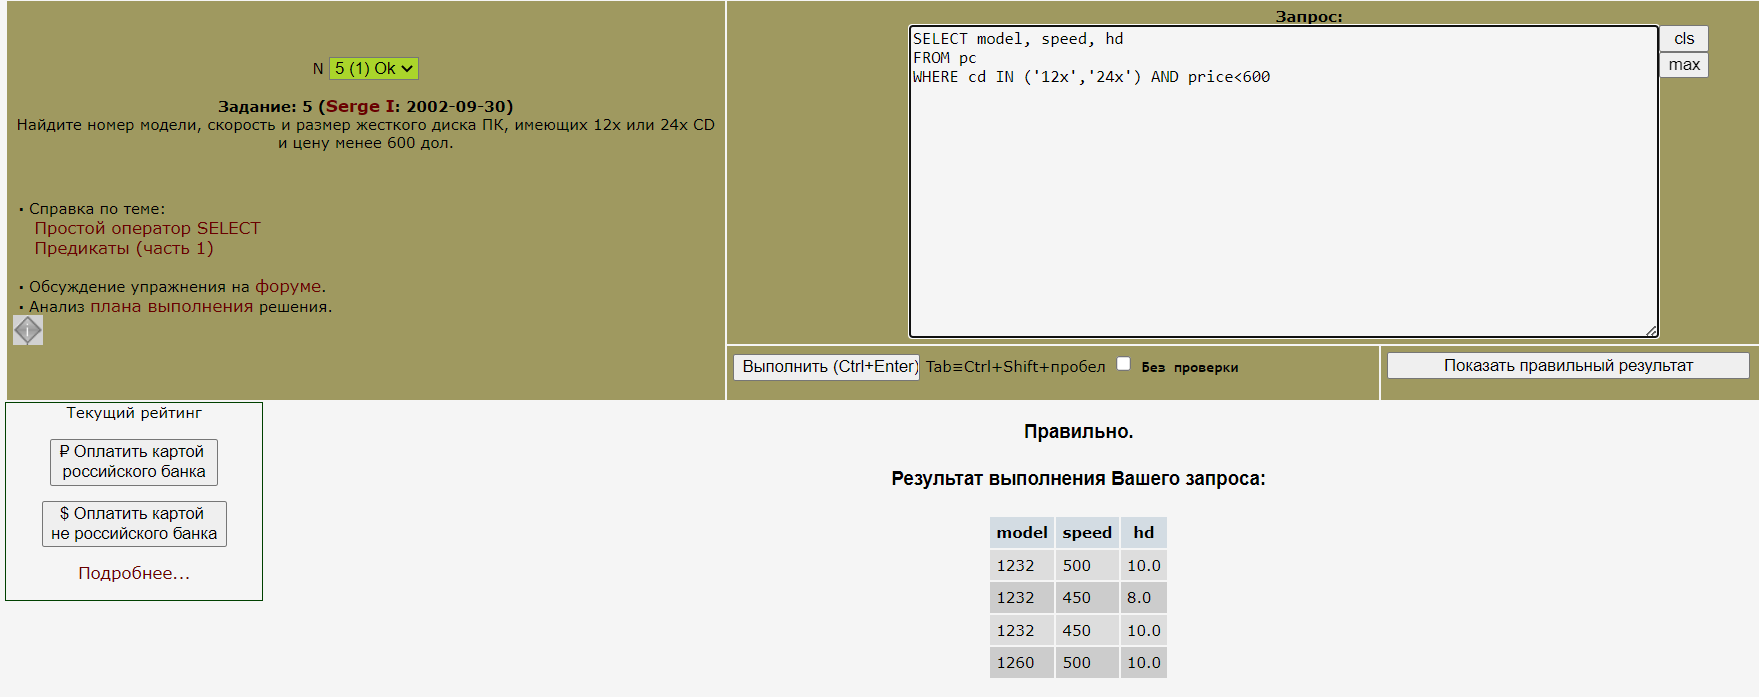 N 5 (1) Ok
Задание: 5 (Serge I: 2002-09-30)
Найдите номер модели, скорость и размер жесткого диска ПК, имеющих 12x или 24x CD
и цену менее 600 дол.
• Справка по теме:
Простой оператор SELECT
Предикаты (часть 1)
• Обсуждение упражнения на форуме.
• Анализ плана выполнения решения.
Запрос:
SELECT model, speed, hd
FROM pc
WHERE cd IN ('12x','24x') AND price<600
cls
max
Выполнить (Ctrl+Enter) Tab≡Ctrl+Shift+пробел Без проверки
Показать правильный результат
Текущий рейтинг
₽ Оплатить картой
российского банка
$ Оплатить картой
не российского банка
Подробнее...
Правильно.
Результат выполнения Вашего запроса:
model speed hd
1232 500 10.0
1232 450 8.0
1232 450 10.0
1260 500 10.0